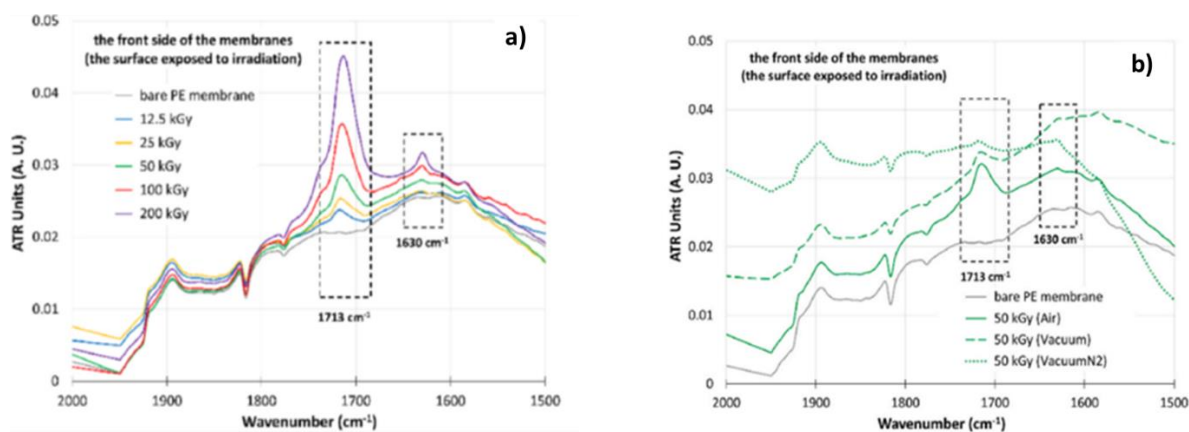 a)
the front side of the membranes
(the surface exposed to irradiation)
bare PE membrane
12.5 kGy
25 kGy
50 kGy
100 kGy
200 kGy
1713 cm⁻¹
1630 cm⁻¹
ATR Units (A. U.)
0.05
0.04
0.03
0.02
0.01
0
2000
1900
1800
1700
1600
1500
Wavenumber (cm⁻¹)
b)
the front side of the membranes
(the surface exposed to irradiation)
1713 cm⁻¹
1630 cm⁻¹
bare PE membrane
50 kGy (Air)
50 kGy (Vacuum)
50 kGy (VacuumN2)
ATR Units (A. U.)
0.05
0.04
0.03
0.02
0.01
0
2000
1900
1800
1700
1600
1500
Wavenumber (cm⁻¹)